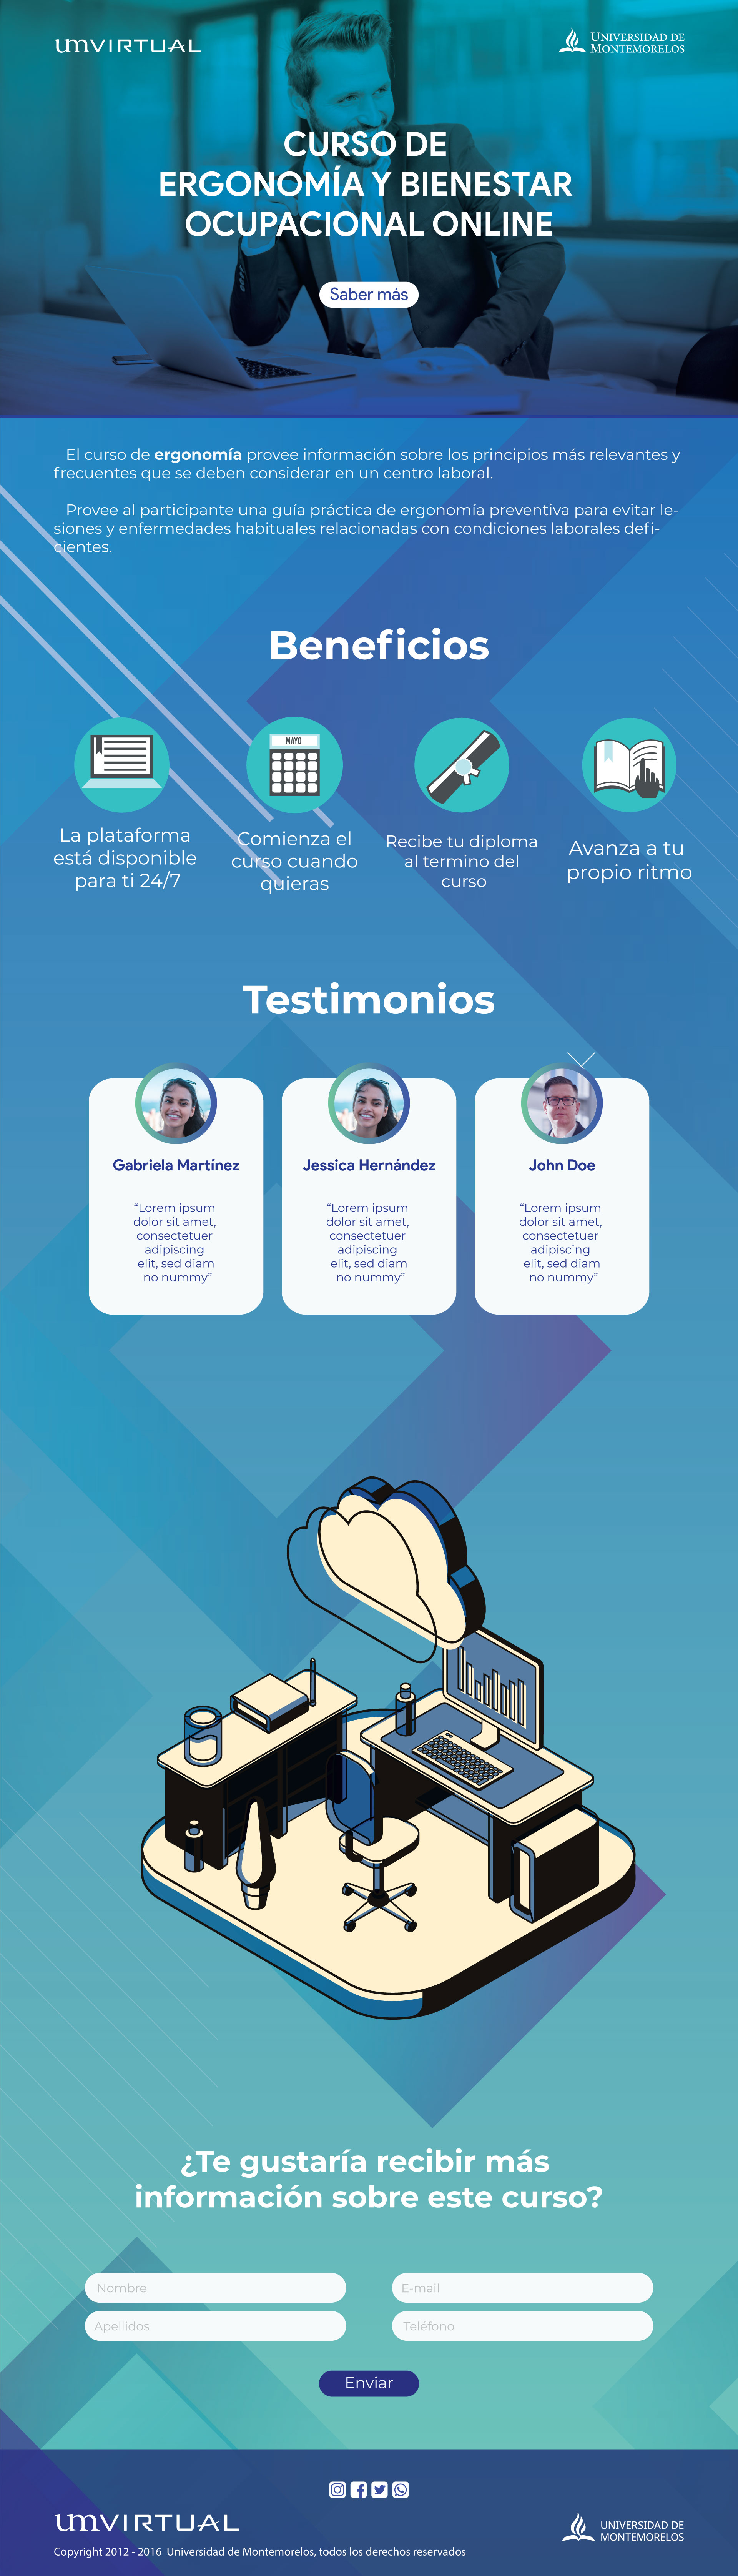 umVIRTUAL
UNIVERSIDAD DE
MONTEMORELOS
CURSO DE
ERGONOMÍA Y BIENESTAR
OCUPACIONAL ONLINE
Saber más
El curso de ergonomía provee información sobre los principios más relevantes y
frecuentes que se deben considerar en un centro laboral.
Provee al participante una guía práctica de ergonomía preventiva para evitar le-
siones y enfermedades habituales relacionadas con condiciones laborales defi-
cientes.
Beneficios
MAYO
La plataforma
está disponible
para ti 24/7
Comienza el
curso cuando
quieras
Recibe tu diploma
al termino del
curso
Avanza a tu
propio ritmo
Testimonios
Gabriela Martínez
“Lorem ipsum
dolor sit amet,
consectetuer
adipiscing
elit, sed diam
no nummy”
Jessica Hernández
“Lorem ipsum
dolor sit amet,
consectetuer
adipiscing
elit, sed diam
no nummy”
John Doe
“Lorem ipsum
dolor sit amet,
consectetuer
adipiscing
elit, sed diam
no nummy”
¿Te gustaría recibir más
información sobre este curso?
Nombre
E-mail
Apellidos
Teléfono
Enviar
umVIRTUAL
UNIVERSIDAD DE
MONTEMORELOS
Copyright 2012 - 2016 Universidad de Montemorelos, todos los derechos reservados